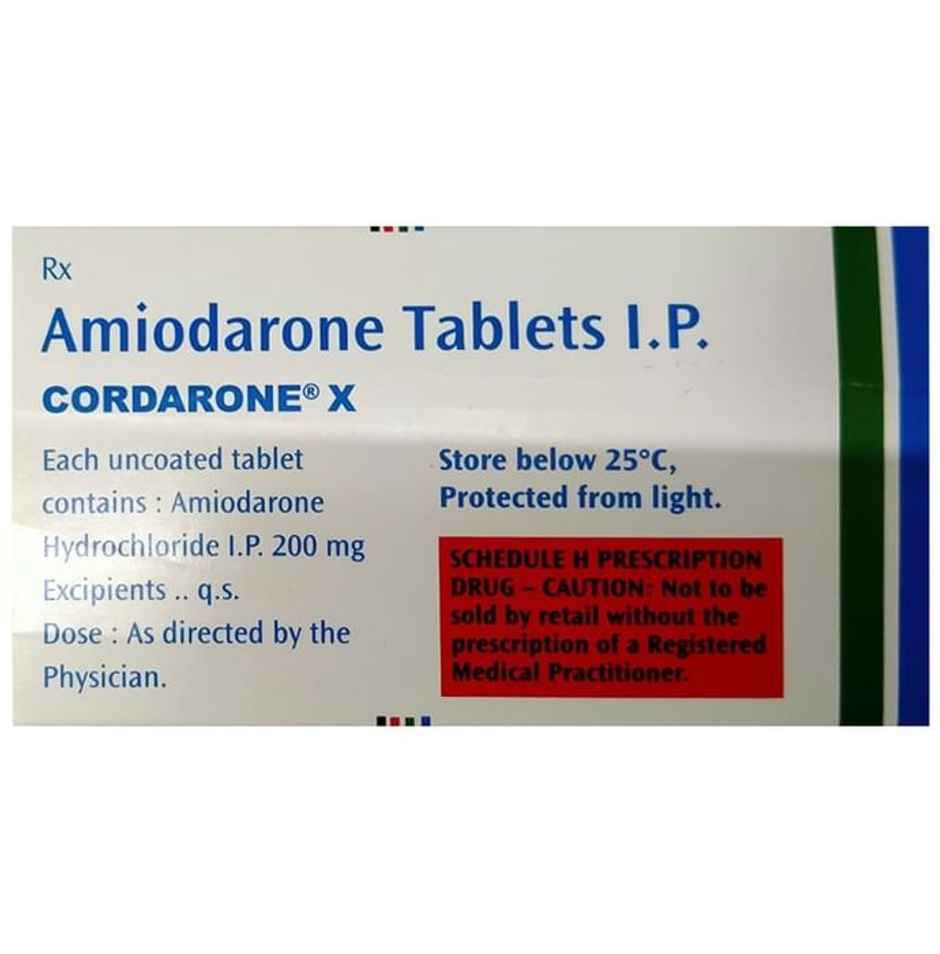 Rx
Amiodarone Tablets I.P.
CORDARONE® X
Each uncoated tablet
contains : Amiodarone
Hydrochloride I.P. 200 mg
Excipients .. q.s.
Dose : As directed by the
Physician.
Store below 25°C,
Protected from light.
SCHEDULE H PRESCRIPTION
DRUG – CAUTION: Not to be
sold by retail without the
prescription of a Registered
Medical Practitioner.